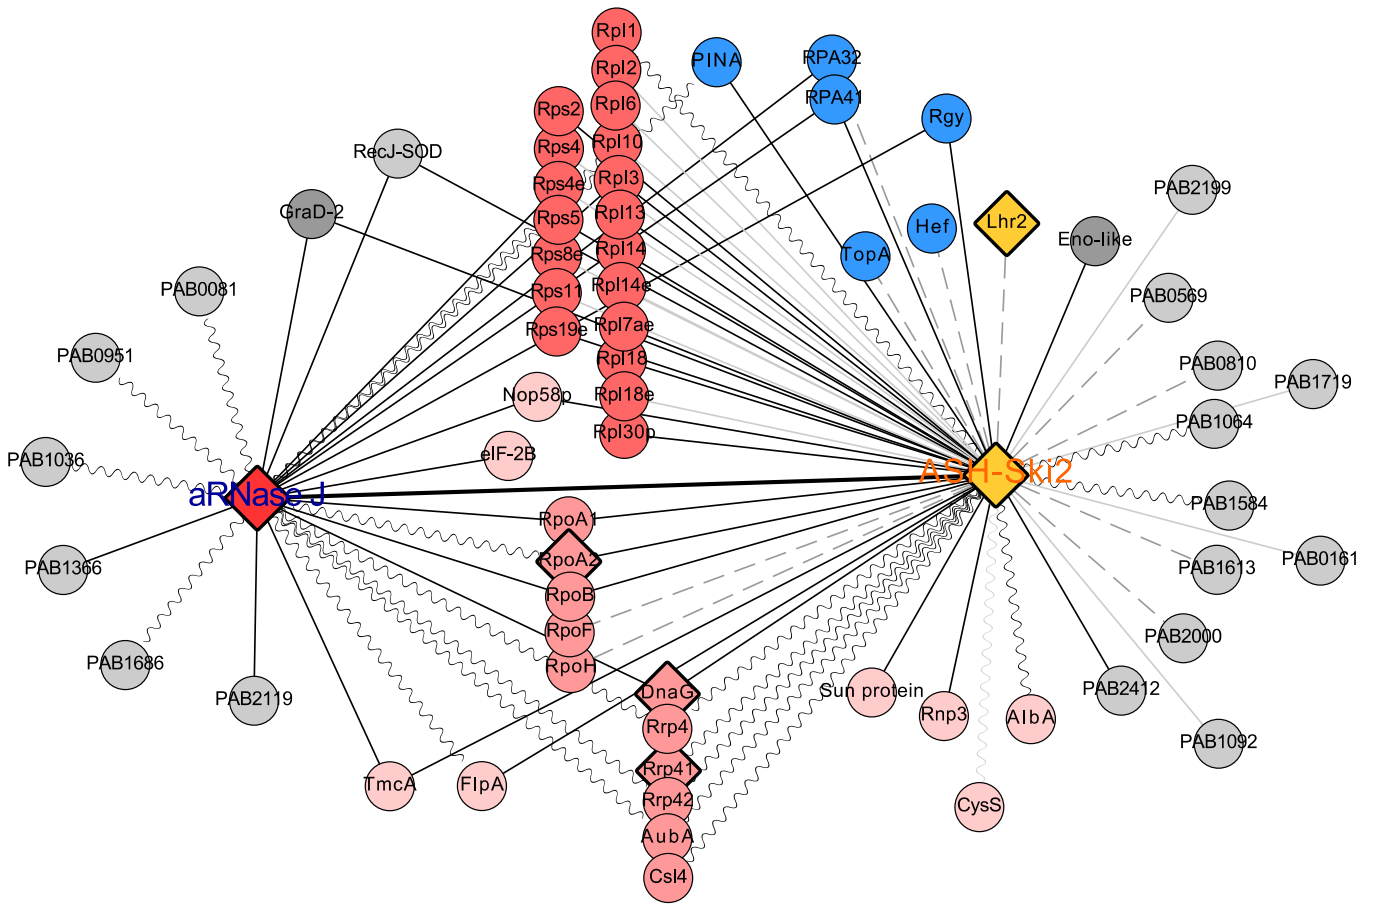 Rpl1
Rpl2
PINA
RPA32
Rpl6
RPA41
Rps2
Rgy
Rpl10
Rps4
RecJ-SOD
Rpl3
Rps4e
PAB2199
GraD-2
Rpl13
Rps5
Lhr2
Hef
Eno-like
Rpl14
Rps8e
TopA
Rpl14e
PAB0081
Rps11
PAB0569
Rpl7ae
Rps19e
PAB0951
Rpl18
PAB0810
PAB1719
Nop58p
Rpl18e
PAB1064
Rpl30p
eIF-2B
PAB1036
ASH-Ski2
aRNase J
PAB1584
RpoA1
RpoA2
PAB0161
PAB1366
PAB1613
RpoB
RpoF
PAB2000
PAB1686
RpoH
DnaG
Sun protein
PAB2412
PAB2119
Rnp3
AlbA
Rrp4
PAB1092
Rrp41
TmcA
FlpA
Rrp42
CysS
AubA
Csl4